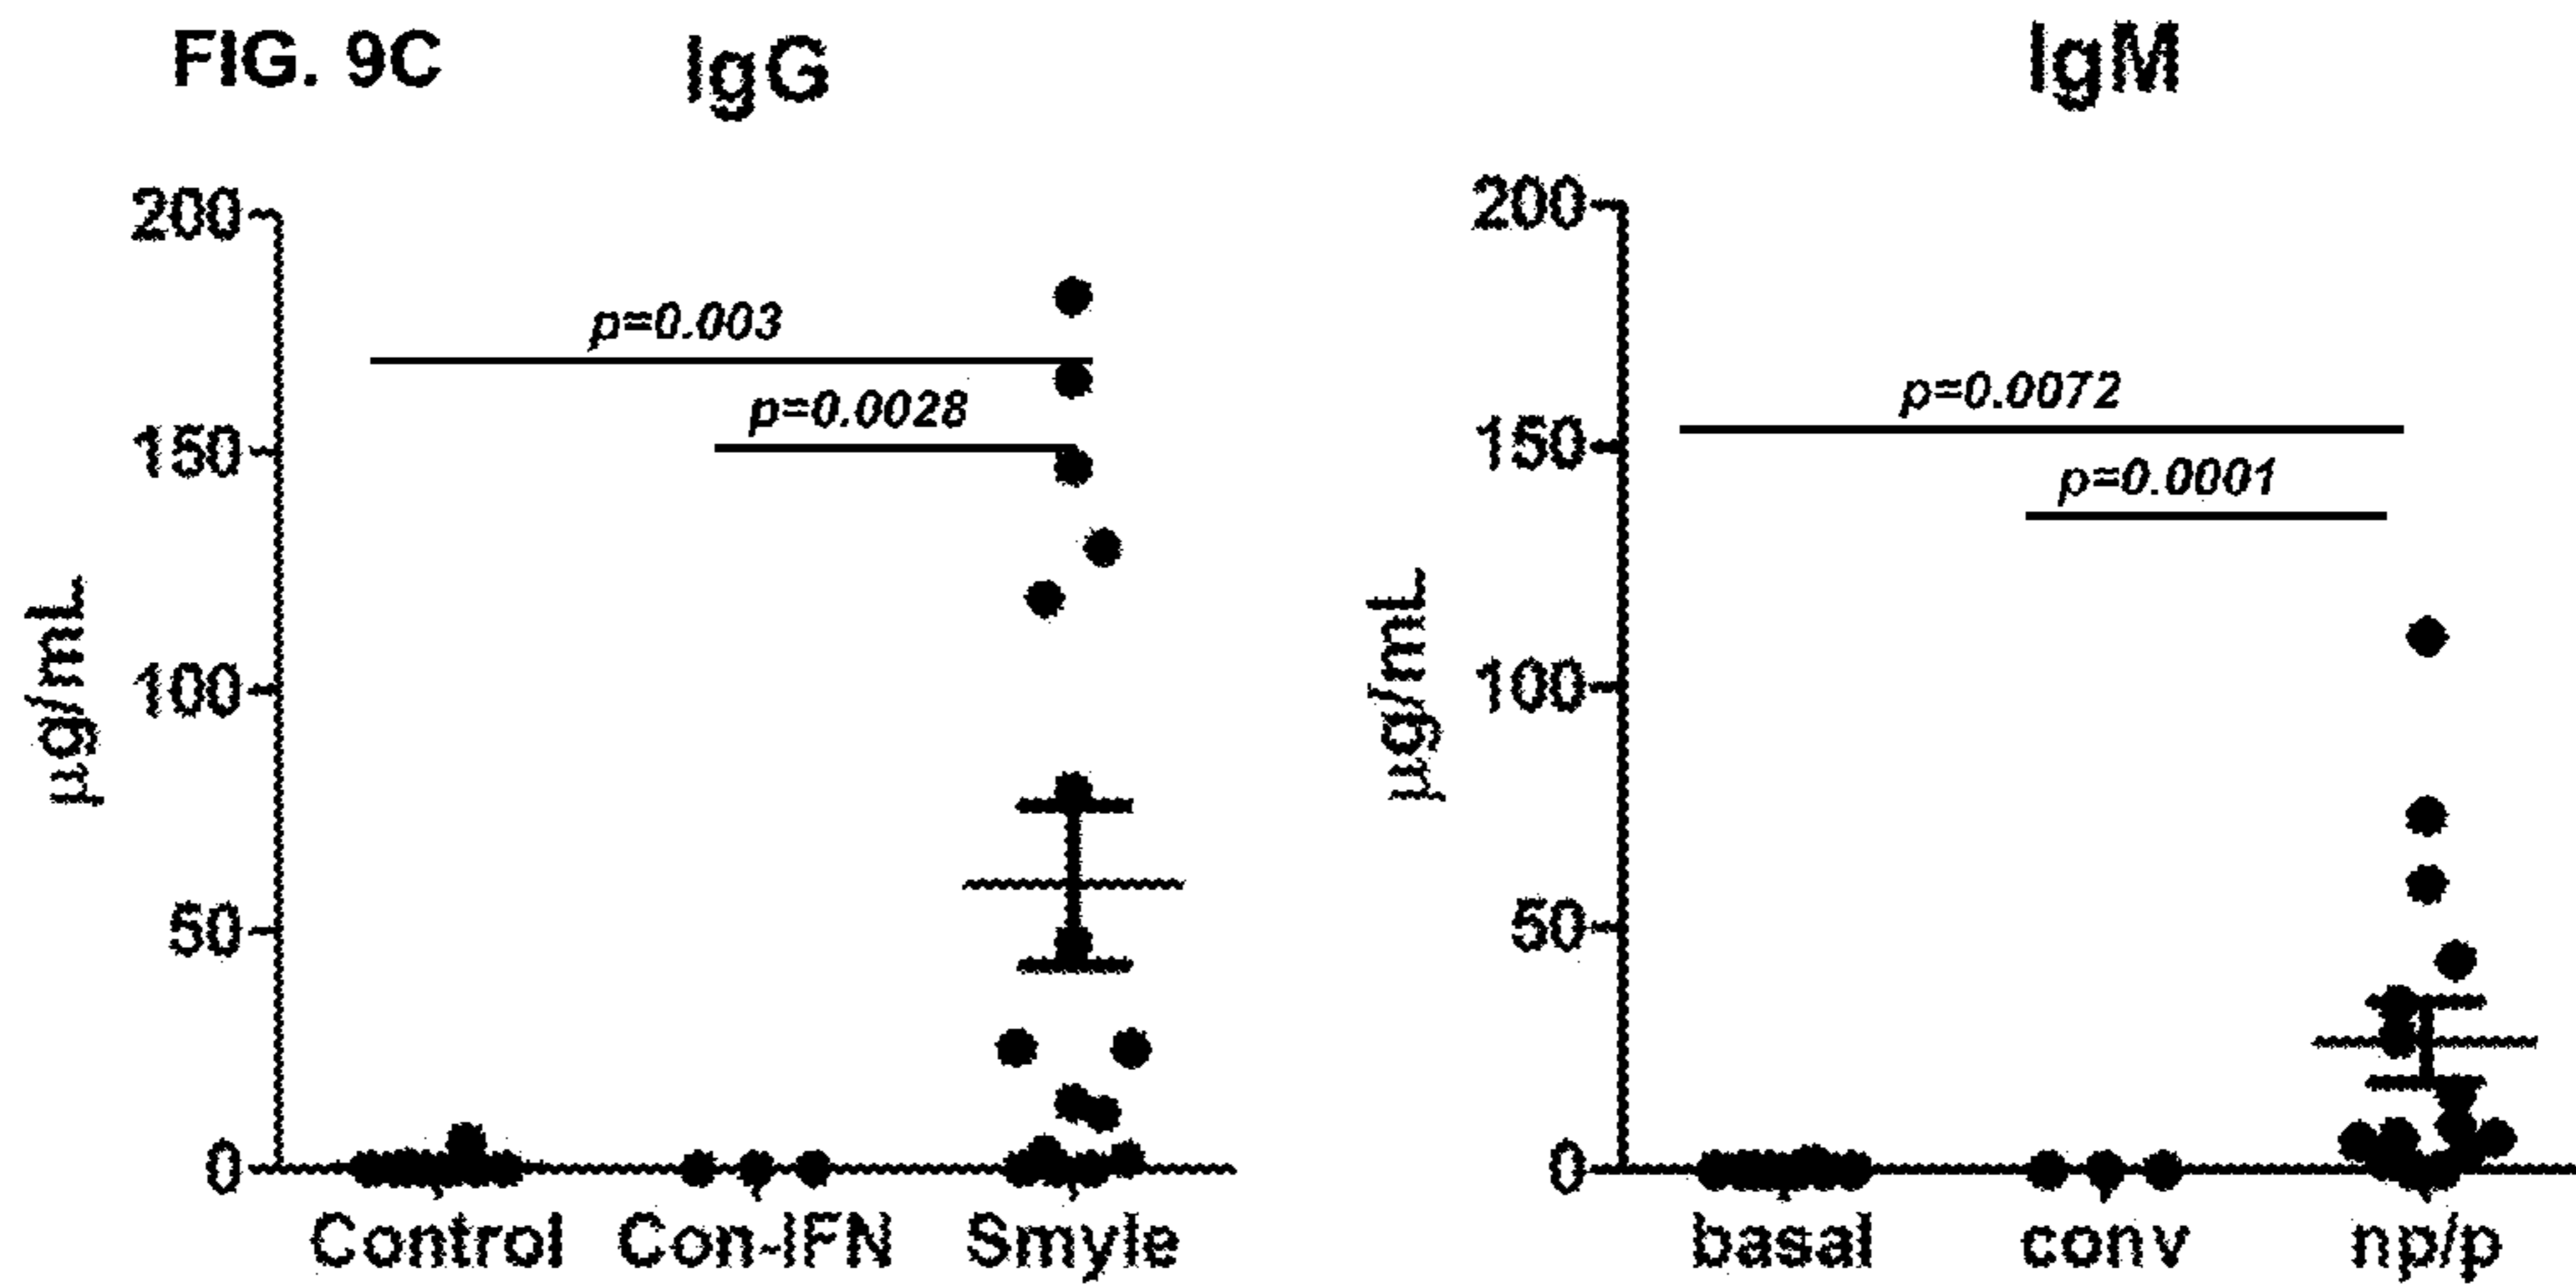 FIG. 9C
IgG
200
150
100
50
0
µg/mL
p=0.003
p=0.0028
Control
Con-IFN
Smyle
IgM
200
150
100
50
0
µg/mL
p=0.0072
p=0.0001
basal
conv
np/p